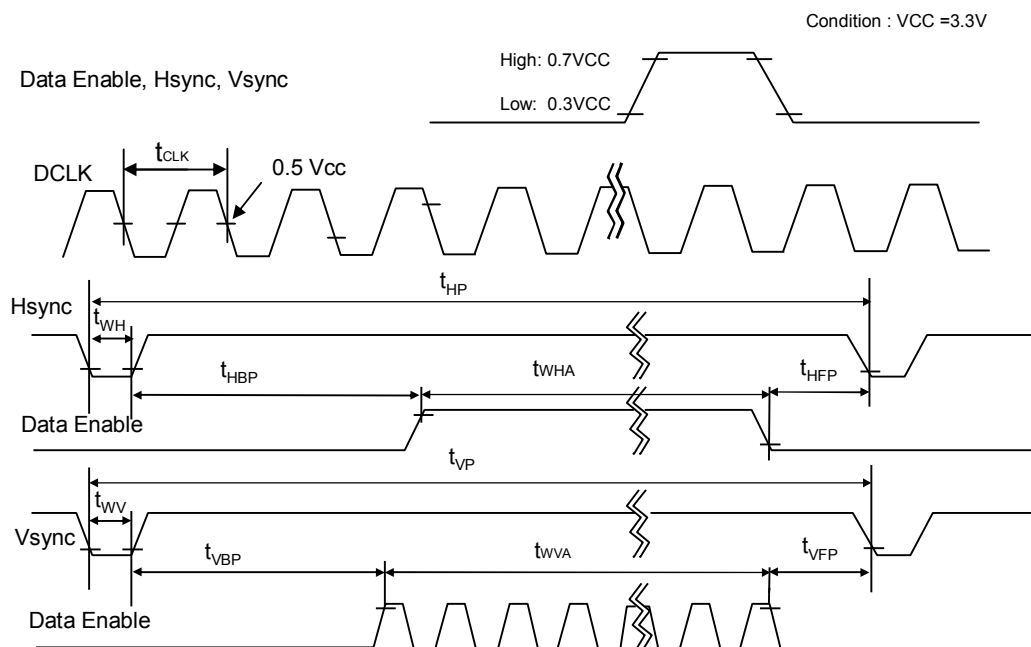 Condition : VCC =3.3V
High: 0.7VCC
Data Enable, Hsync, Vsync
Low: 0.3VCC
tCLK
0.5 Vcc
DCLK
tHP
Hsync
tWH
tHBP
tWHA
tHFP
Data Enable
tVP
tWV
Vsync
tVBP
tWVA
tVFP
Data Enable